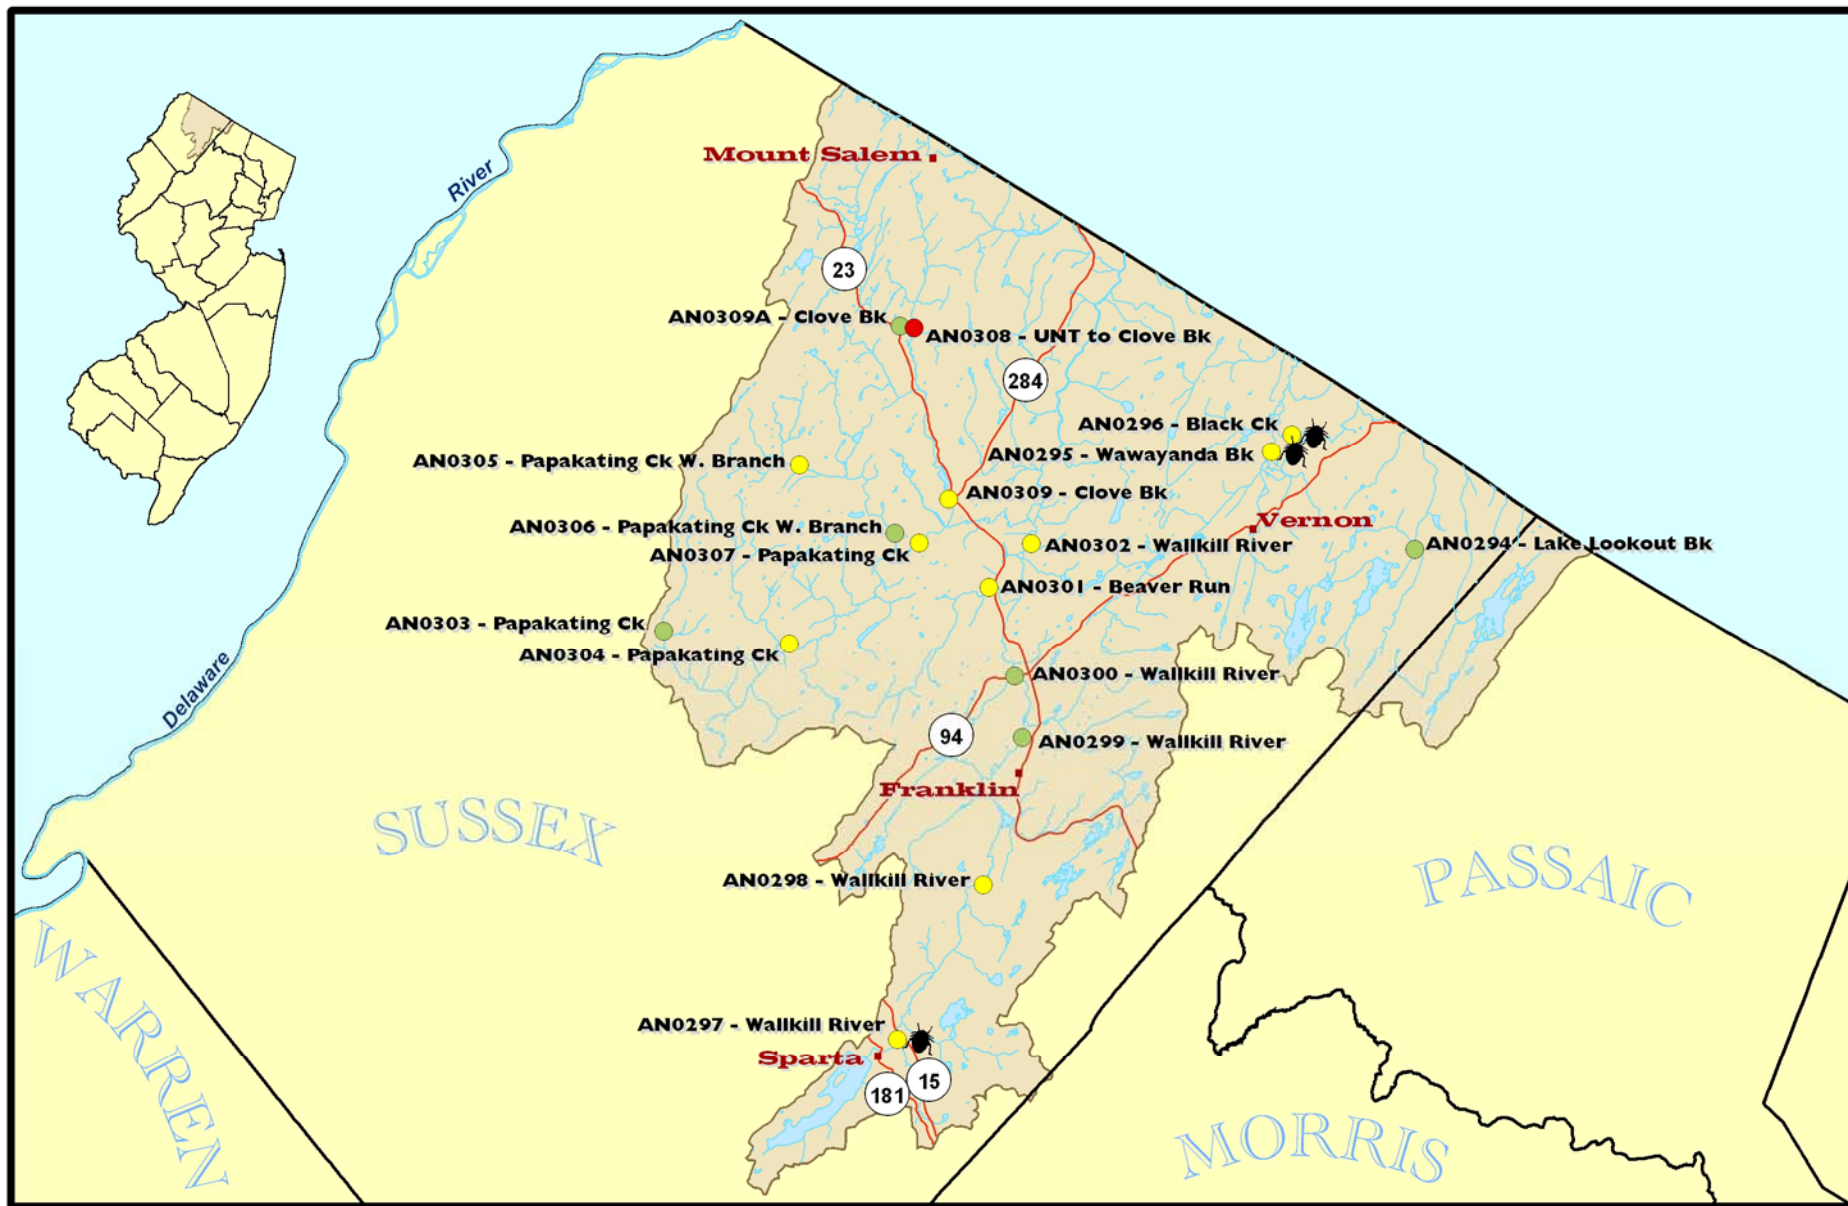 Mount Salem
River
23
AN0309A - Clove Bk
AN0308 - UNT to Clove Bk
284
AN0296 - Black Ck
AN0295 - Wawayanda Bk
AN0305 - Papakating Ck W. Branch
AN0309 - Clove Bk
Vernon
AN0306 - Papakating Ck W. Branch
AN0307 - Papakating Ck
AN0302 - Wallkill River
AN0294 - Lake Lookout Bk
AN0301 - Beaver Run
AN0303 - Papakating Ck
AN0304 - Papakating Ck
Delaware
AN0300 - Wallkill River
94
AN0299 - Wallkill River
Franklin
SUSSEX
PASSAIC
AN0298 - Wallkill River
WARREN
AN0297 - Wallkill River
Sparta
15
181
MORRIS